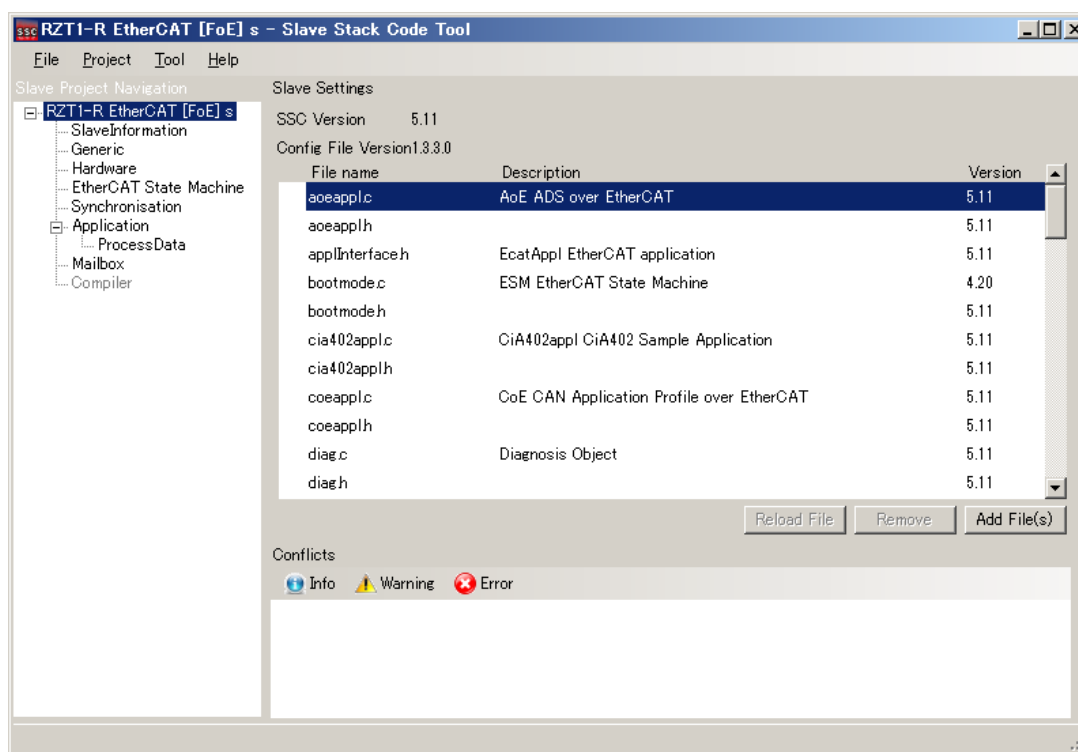 ssc RZT1-R EtherCAT [FoE] s - Slave Stack Code Tool
File Project Tool Help
Slave Project Navigation
RZT1-R EtherCAT [FoE] s
SlaveInformation
Generic
Hardware
EtherCAT State Machine
Synchronisation
Application
ProcessData
Mailbox
Compiler
Slave Settings
SSC Version 5.11
Config File Version1.3.3.0
File name Description Version
aoeappl.c AoE ADS over EtherCAT 5.11
aoeappl.h 5.11
applInterface.h EcatAppl EtherCAT application 5.11
bootmode.c ESM EtherCAT State Machine 4.20
bootmode.h 5.11
cia402appl.c CiA402appl CiA402 Sample Application 5.11
cia402appl.h 5.11
coeappl.c CoE CAN Application Profile over EtherCAT 5.11
coeappl.h 5.11
diag.c Diagnosis Object 5.11
diag.h 5.11
Reload File Remove Add File(s)
Conflicts
Info Warning Error